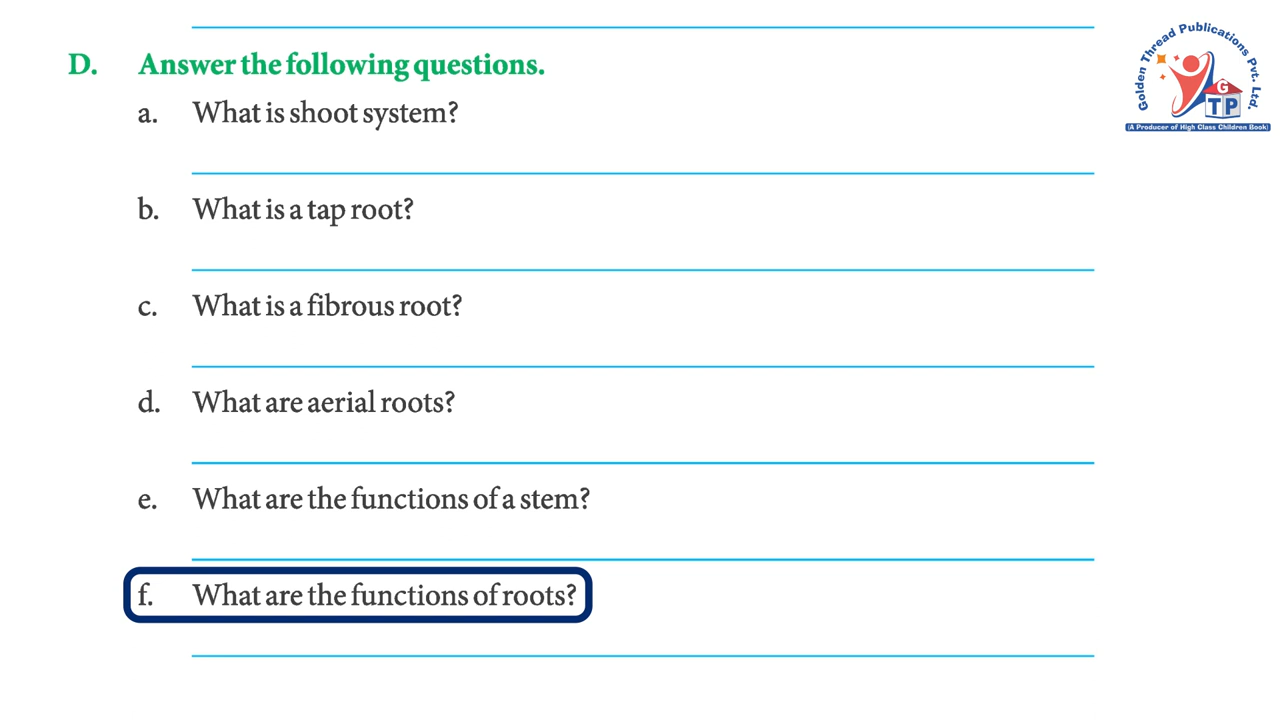 D. Answer the following questions.
a. What is shoot system?
b. What is a tap root?
c. What is a fibrous root?
d. What are aerial roots?
e. What are the functions of a stem?
f. What are the functions of roots?
Golden Thread Publications Pvt. Ltd.
G
T P
(A Producer of High Class Children Book)